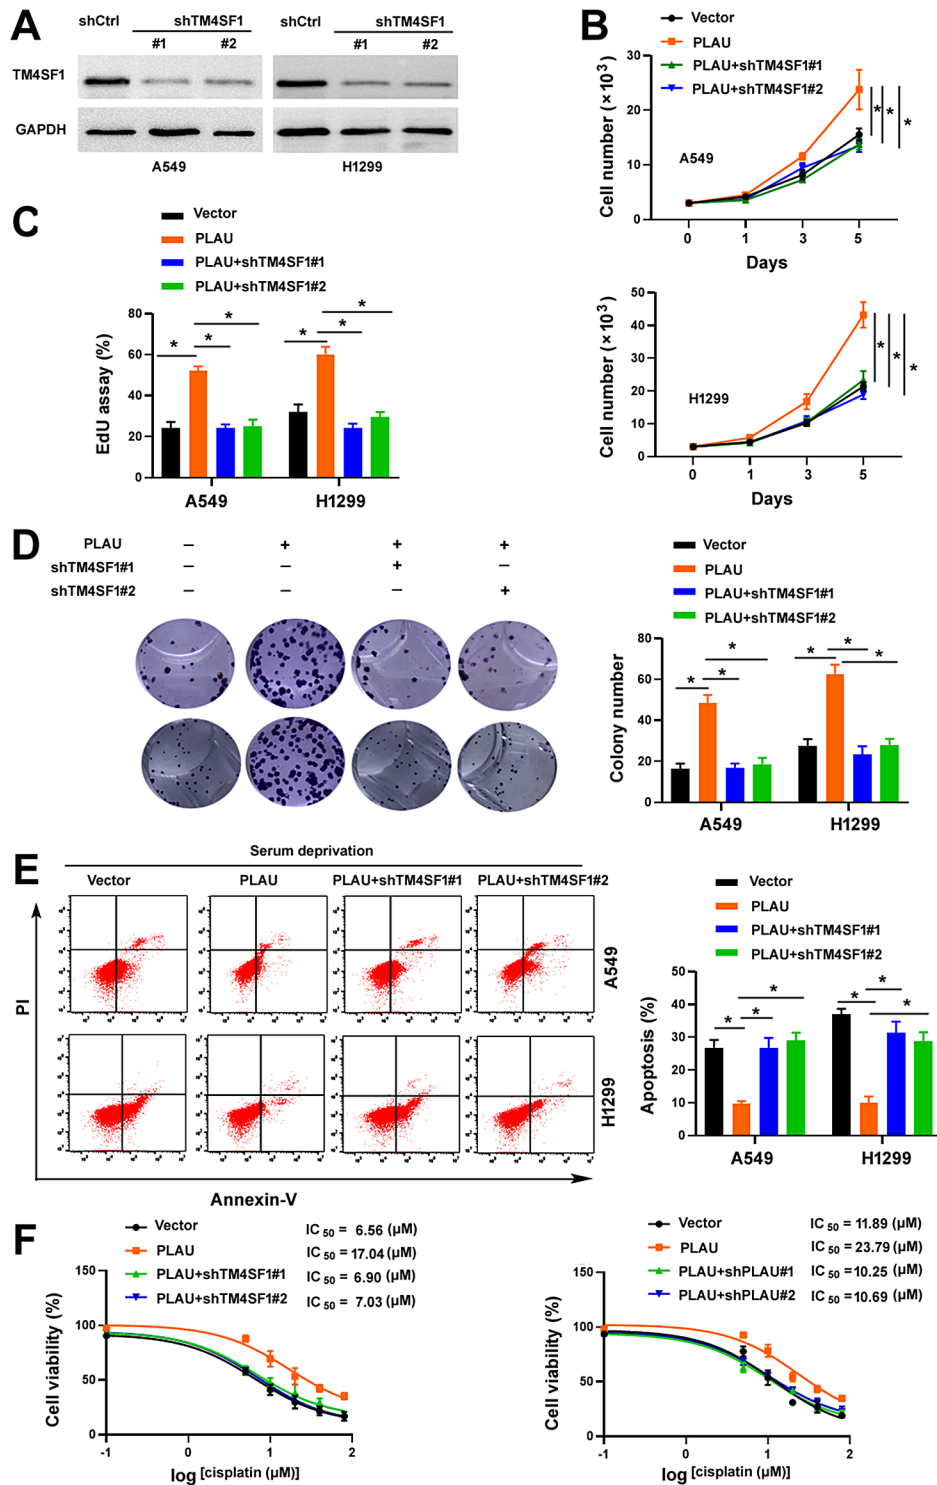 A
shCtrl shTM4SF1 shCtrl shTM4SF1
#1 #2 #1 #2
TM4SF1
GAPDH
A549 H1299
B
Vector
PLAU
PLAU+shTM4SF1#1
PLAU+shTM4SF1#2
Cell number (×10³)
30
20
10
0
A549
* * *
0 1 3 5
Days
Cell number (×10³)
50
40
30
20
10
0
H1299
* * *
0 1 3 5
Days
C
Vector
PLAU
PLAU+shTM4SF1#1
PLAU+shTM4SF1#2
EdU assay (%)
80
60
40
20
0
* * * * * *
A549 H1299
D
PLAU – + + +
shTM4SF1#1 – – + –
shTM4SF1#2 – – – +
Vector
PLAU
PLAU+shTM4SF1#1
PLAU+shTM4SF1#2
Colony number
80
60
40
20
0
* * * * * *
A549 H1299
E
Serum deprivation
Vector PLAU PLAU+shTM4SF1#1 PLAU+shTM4SF1#2
A549
H1299
PI
Annexin-V
Vector
PLAU
PLAU+shTM4SF1#1
PLAU+shTM4SF1#2
Apoptosis (%)
50
40
30
20
10
0
* * * * * *
A549 H1299
F
Vector IC 50 = 6.56 (μM)
PLAU IC 50 = 17.04 (μM)
PLAU+shTM4SF1#1 IC 50 = 6.90 (μM)
PLAU+shTM4SF1#2 IC 50 = 7.03 (μM)
Cell viability (%)
150
100
50
0
-1 0 1 2
log [cisplatin (μM)]
Vector IC 50 = 11.89 (μM)
PLAU IC 50 = 23.79 (μM)
PLAU+shPLAU#1 IC 50 = 10.25 (μM)
PLAU+shPLAU#2 IC 50 = 10.69 (μM)
Cell viability (%)
150
100
50
0
-1 0 1 2
log [cisplatin (μM)]